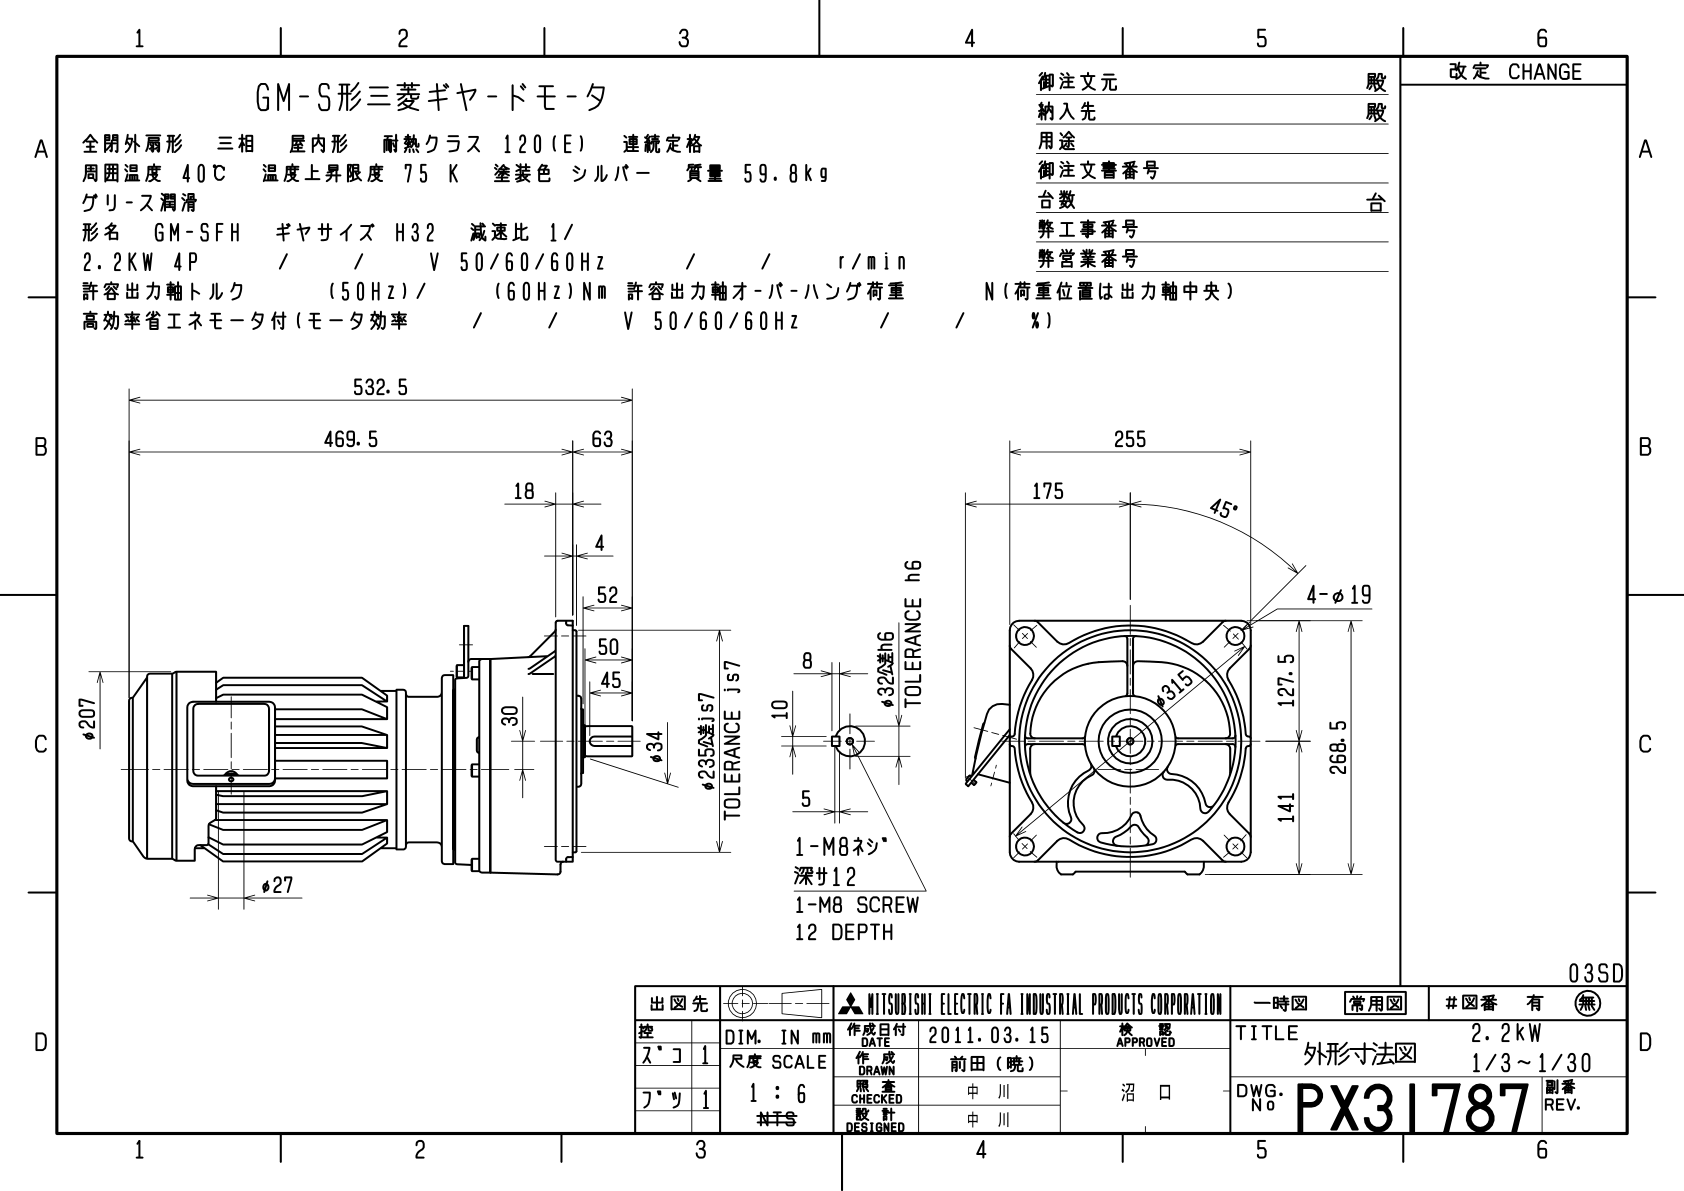 1 2 3 4 5 6
A
B
C
D
A
B
C
D
改定 CHANGE
GM-S形三菱ギヤードモータ
全閉外扇形 三相 屋内形 耐熱クラス 120(E) 連続定格
周囲温度 40℃ 温度上昇限度 75 K 塗装色 シルバー 質量 59.8kg
グリース潤滑
形名 GM-SFH ギヤサイズ H32 減速比 1/
2.2KW 4P / / V 50/60/60Hz / / r/min
許容出力軸トルク (50Hz)/ (60Hz)Nm 許容出力軸オーバーハング荷重 N(荷重位置は出力軸中央)
高効率省エネモータ付(モータ効率 / / V 50/60/60Hz / / %)
御注文元 殿
納入先 殿
用途
御注文書番号
台数 台
弊工事番号
弊営業番号
532.5
469.5
63
18
4
52
50
45
30
φ34
φ207
φ27
φ235公差js7
TOLERANCE js7
8
10
5
φ32公差h6
TOLERANCE h6
1-M8ネジ
深サ12
1-M8 SCREW
12 DEPTH
255
175
45°
4-φ19
φ315
127.5
141
268.5
03SD
出図先
控
ズコ 1
ブツ 1
DIM. IN mm
尺度 SCALE
1 : 6
NTS
MITSUBISHI ELECTRIC FA INDUSTRIAL PRODUCTS CORPORATION
作成日付
DATE
2011.03.15
検認
APPROVED
作成
DRAWN
前田(暁)
照査
CHECKED
中川
沼口
設計
DESIGNED
中川
一時図 常用図 #図番 有 無
TITLE
外形寸法図
2.2kW
1/3~1/30
DWG.
No
PX31787
副番
REV.
1 2 3 4 5 6